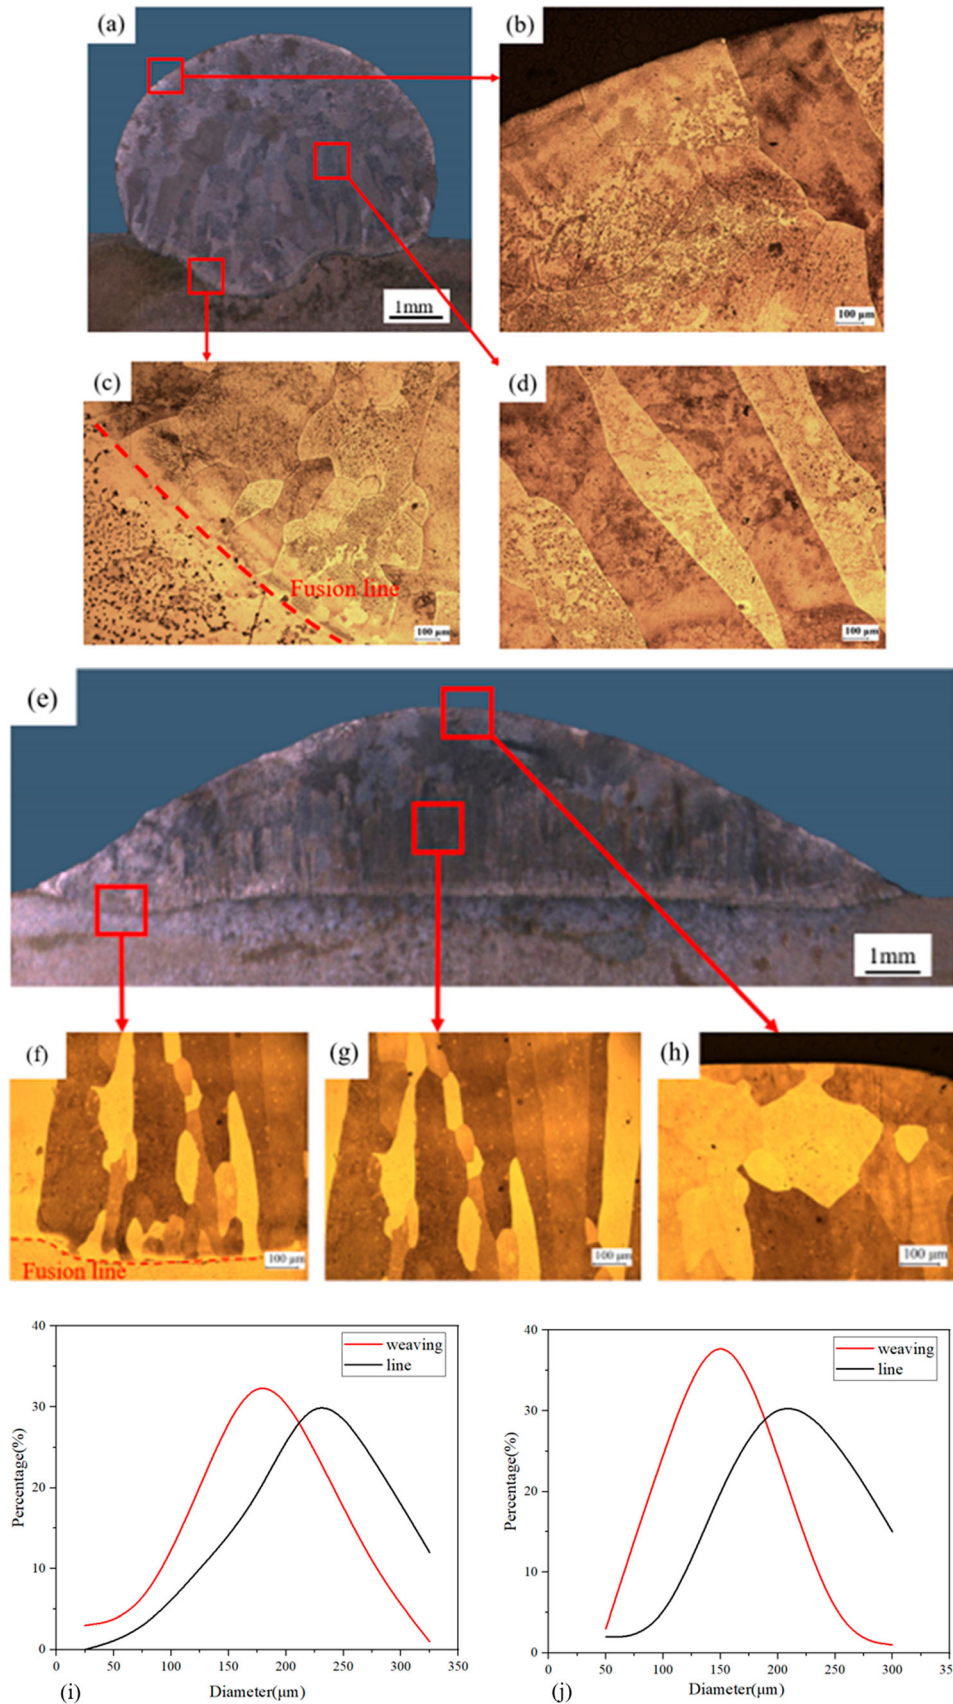 (a)
(b)
1mm
100 μm
(c)
(d)
Fusion line
100 μm
100 μm
(e)
1mm
(f)
(g)
(h)
Fusion line
100 μm
100 μm
100 μm
40
weaving
line
30
20
10
0
Percentage(%)
0 50 100 150 200 250 300 350
Diameter(μm)
(i)
40
weaving
line
30
20
10
0
Percentage(%)
0 50 100 150 200 250 300 350
Diameter(μm)
(j)